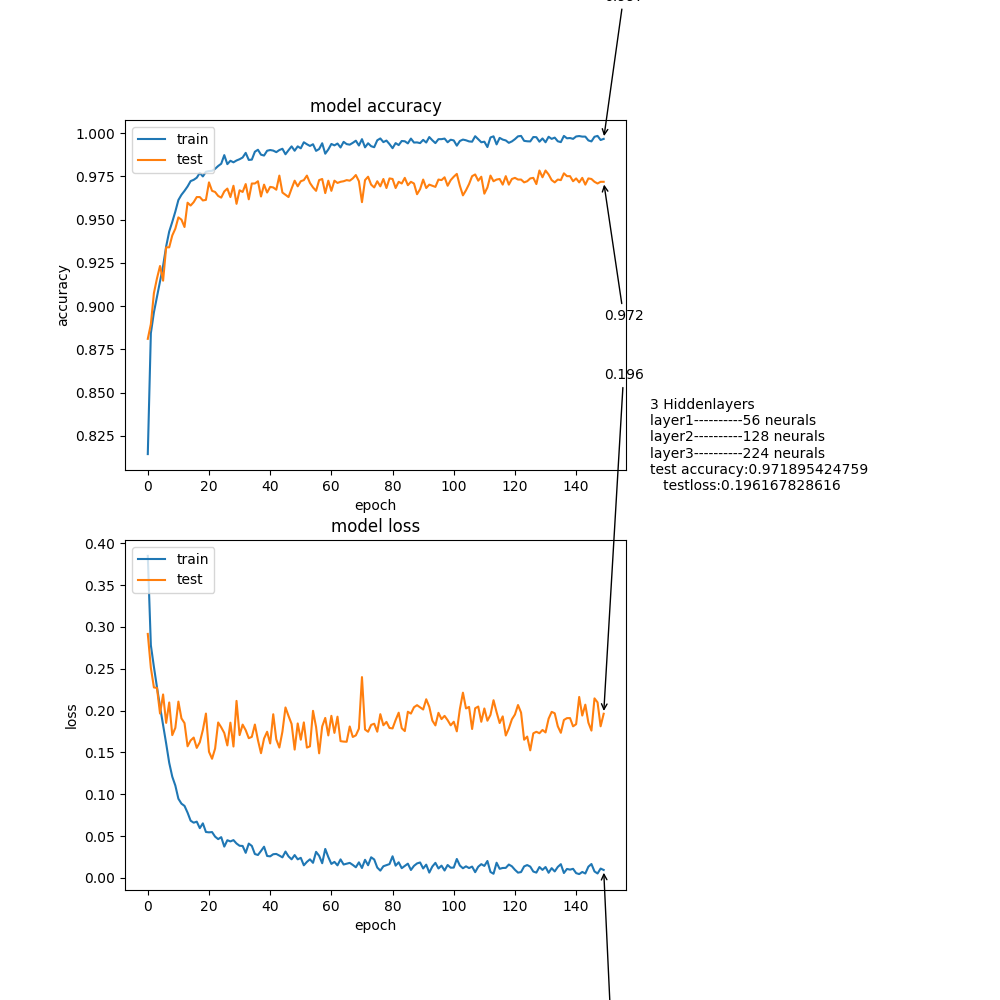 model accuracy
1.000
0.975
0.950
0.925
0.900
0.875
0.850
0.825
accuracy
train
test
0.972
0.196
0 20 40 60 80 100 120 140
epoch
3 Hiddenlayers
layer1----------56 neurals
layer2----------128 neurals
layer3----------224 neurals
test accuracy:0.971895424759
testloss:0.196167828616
model loss
0.40
0.35
0.30
0.25
0.20
0.15
0.10
0.05
0.00
loss
train
test
0 20 40 60 80 100 120 140
epoch